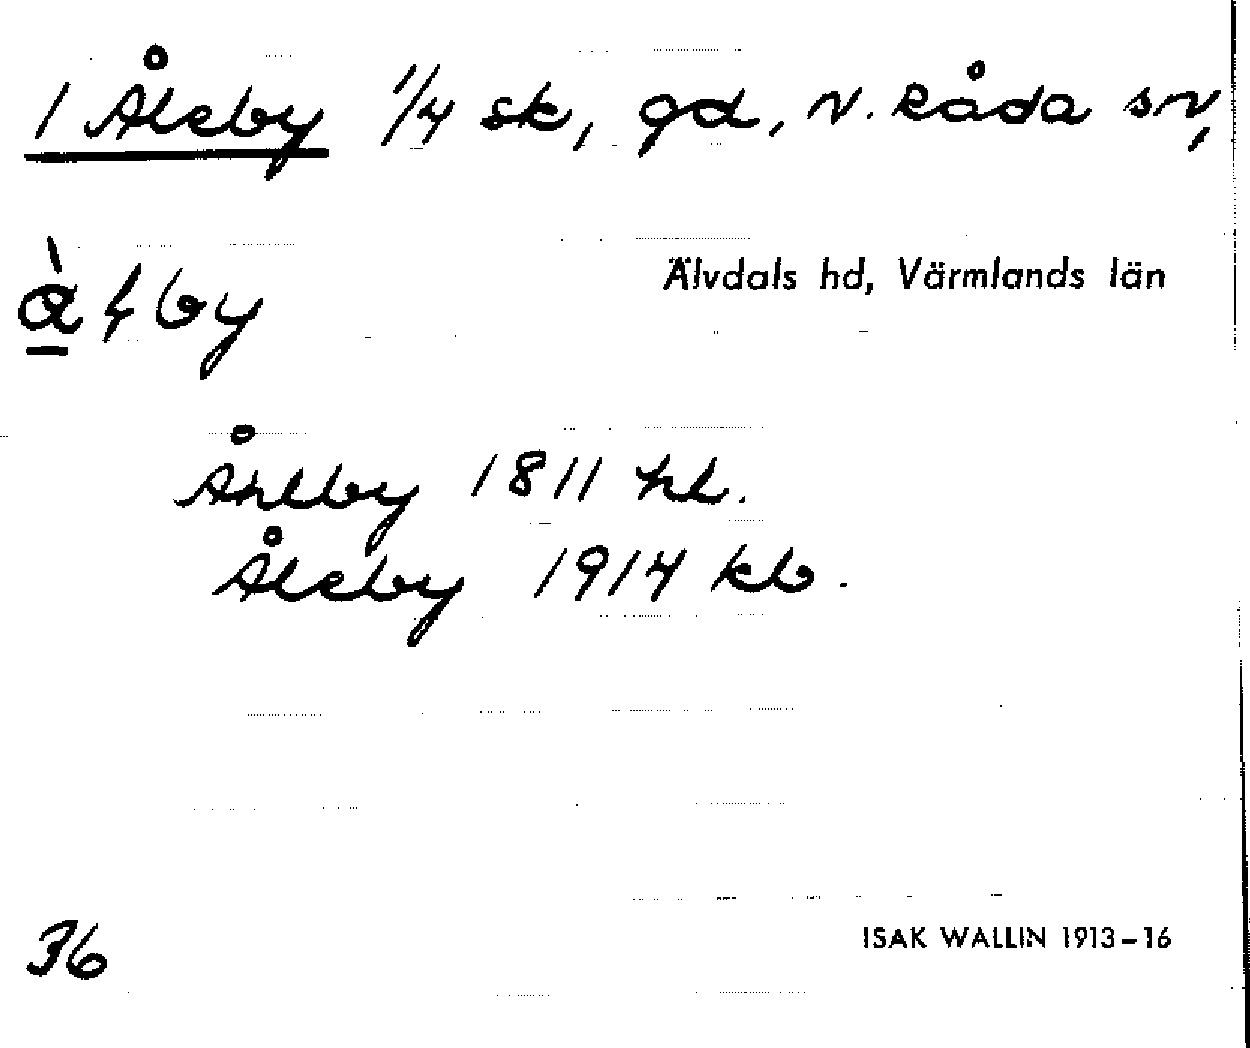 1 Åleby 1/4 sk, gd, N. Råda sn,
Älvdals hd, Värmlands län
Åhlby 1811 hl.
Åleby 1914 kb.
36
ISAK WALLIN 1913-16